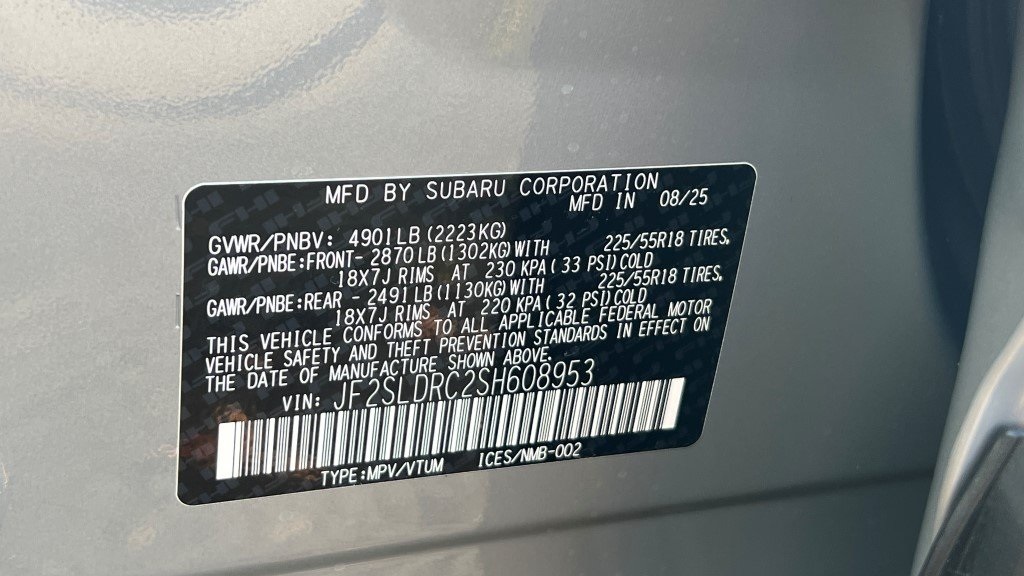 MFD BY SUBARU CORPORATION
MFD IN 08/25
GVWR/PNBV: 4901LB (2223KG)
GAWR/PNBE:FRONT- 2870LB(1302KG)WITH 225/55R18 TIRES,
18X7J RIMS AT 230 KPA(33 PSI)COLD
GAWR/PNBE:REAR - 2491LB(1130KG)WITH 225/55R18 TIRES,
18X7J RIMS AT 220 KPA(32 PSI)COLD
THIS VEHICLE CONFORMS TO ALL APPLICABLE FEDERAL MOTOR
VEHICLE SAFETY AND THEFT PREVENTION STANDARDS IN EFFECT ON
THE DATE OF MANUFACTURE SHOWN ABOVE.
VIN: JF2SLDRC2SH608953
TYPE:MPV/VTUM ICES/NMB-002